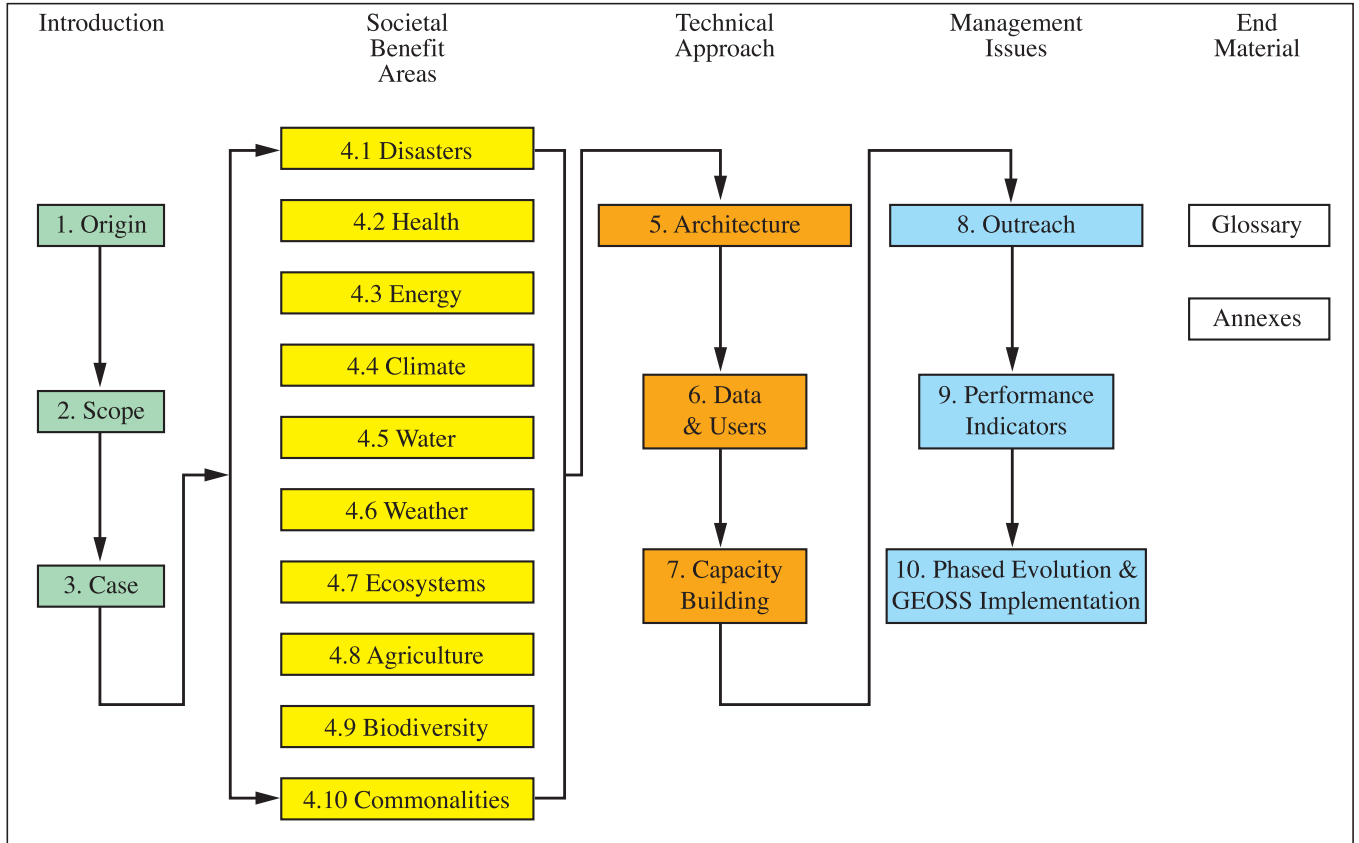 Introduction
Societal
Benefit
Areas
Technical
Approach
Management
Issues
End
Material
1. Origin
2. Scope
3. Case
4.1 Disasters
4.2 Health
4.3 Energy
4.4 Climate
4.5 Water
4.6 Weather
4.7 Ecosystems
4.8 Agriculture
4.9 Biodiversity
4.10 Commonalities
5. Architecture
6. Data
& Users
7. Capacity
Building
8. Outreach
9. Performance
Indicators
10. Phased Evolution &
GEOSS Implementation
Glossary
Annexes